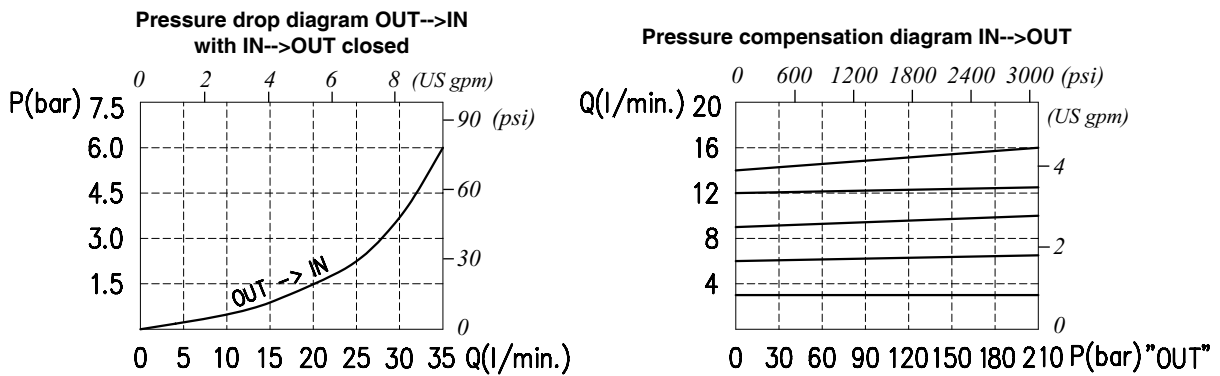 Pressure drop diagram OUT-->IN
with IN-->OUT closed
0 2 4 6 8 (US gpm)
P(bar) 7.5
6.0
4.5
3.0
1.5
90 (psi)
60
30
0
OUT -> IN
0 5 10 15 20 25 30 35 Q(l/min.)
Pressure compensation diagram IN-->OUT
0 600 1200 1800 2400 3000 (psi)
Q(l/min.) 20
16
12
8
4
(US gpm)
4
2
0
0 30 60 90 120 150 180 210 P(bar)"OUT"